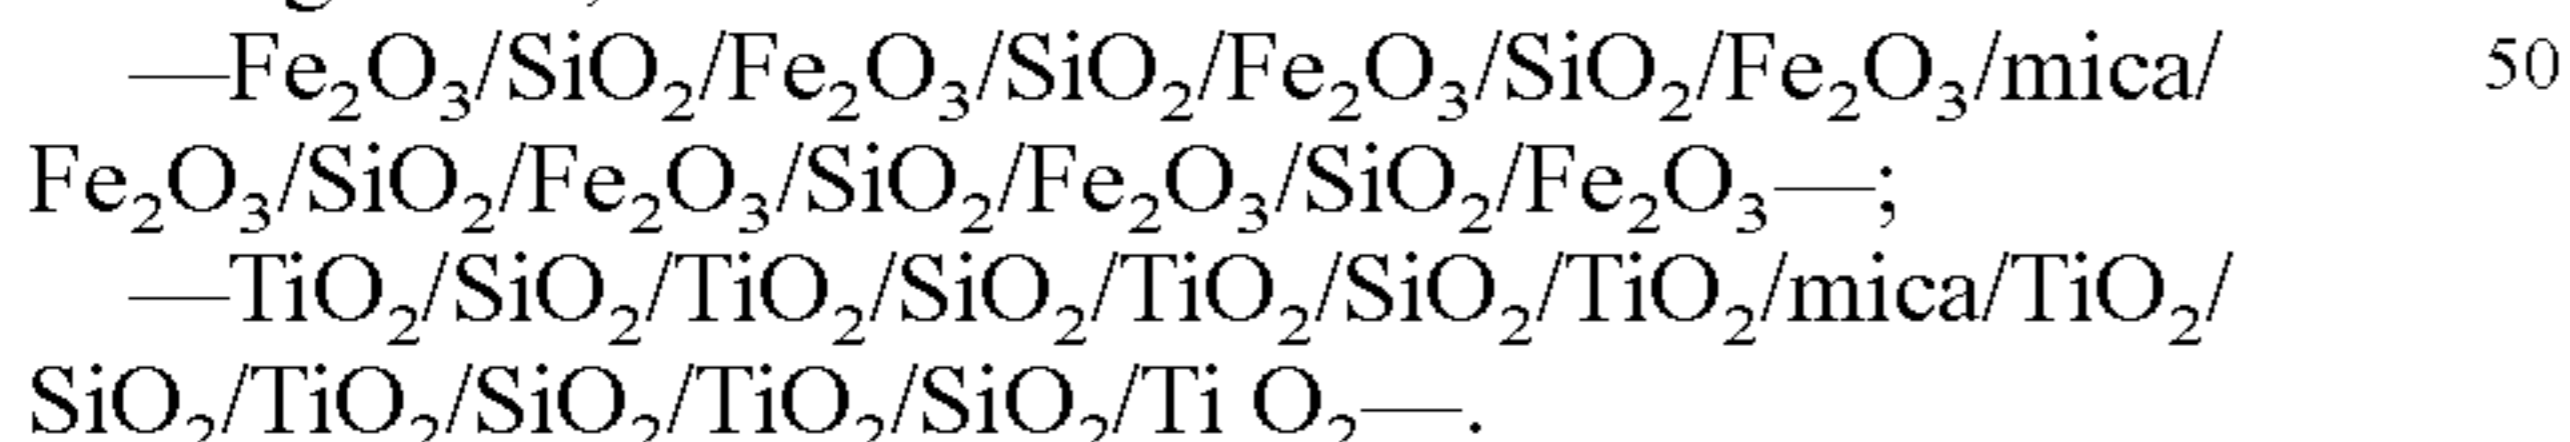 —Fe₂O₃/SiO₂/Fe₂O₃/SiO₂/Fe₂O₃/SiO₂/Fe₂O₃/mica/ 50
Fe₂O₃/SiO₂/Fe₂O₃/SiO₂/Fe₂O₃/SiO₂/Fe₂O₃—;
—TiO₂/SiO₂/TiO₂/SiO₂/TiO₂/SiO₂/TiO₂/mica/TiO₂/
SiO₂/TiO₂/SiO₂/TiO₂/SiO₂/Ti O₂—.